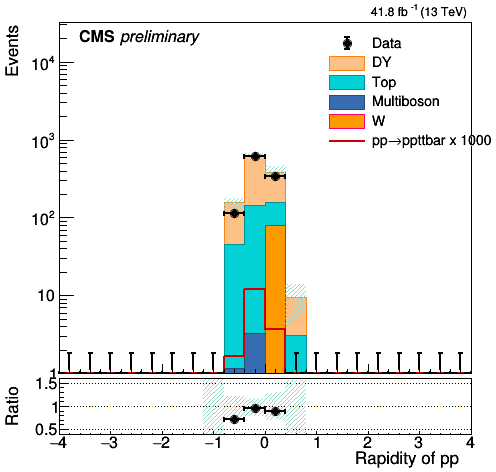 41.8 fb⁻¹ (13 TeV)
CMS preliminary
Events
Data
DY
Top
Multiboson
W
pp→ppttbar x 1000
10⁴
10³
10²
10
1
1.5
1
0.5
Ratio
−4 −3 −2 −1 0 1 2 3 4
Rapidity of pp